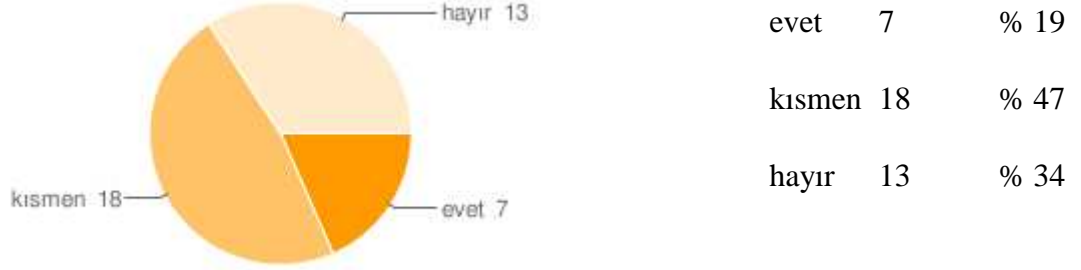 hayır 13
kısmen 18
evet 7
evet 7 % 19
kısmen 18 % 47
hayır 13 % 34